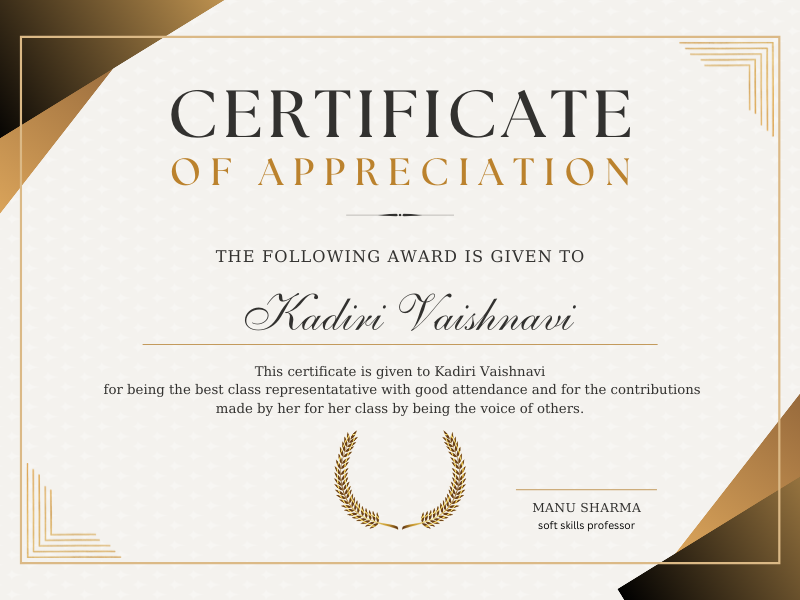 CERTIFICATE
OF APPRECIATION
THE FOLLOWING AWARD IS GIVEN TO
Kadiri Vaishnavi
This certificate is given to Kadiri Vaishnavi
for being the best class representatative with good attendance and for the contributions
made by her for her class by being the voice of others.
MANU SHARMA
soft skills professor